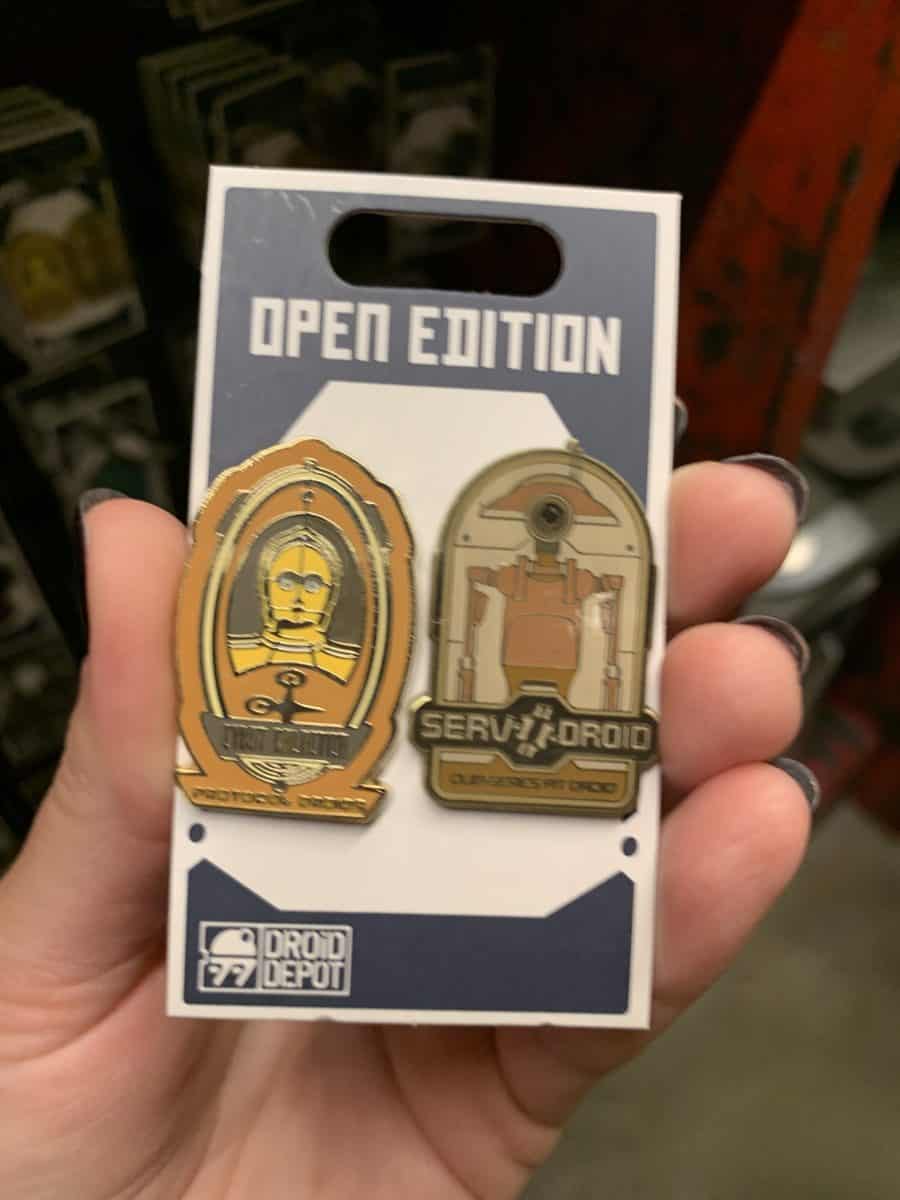 OPEN EDITION
PROTOCOL DROIDS
SERV DROID
DUM-SERIES PIT DROID
DROID
DEPOT